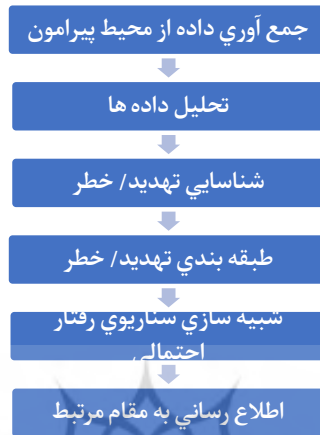 جمع آوري داده از محيط پيرامون
تحليل داده ها
شناسايي تهديد/ خطر
طبقه بندي تهديد/ خطر
شبيه سازي سناريوي رفتار
احتمالي
اطلاع رساني به مقام مرتبط